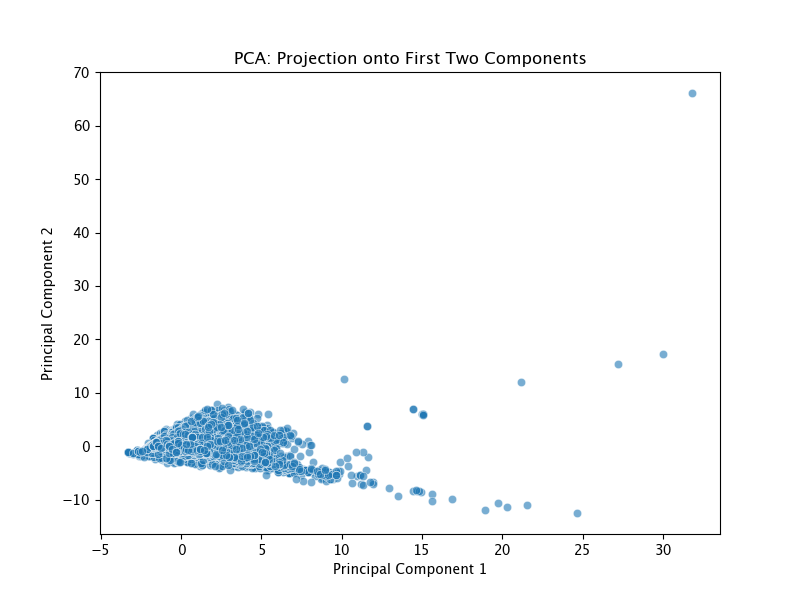 PCA: Projection onto First Two Components
70
60
50
40
30
20
10
0
−10
Principal Component 2
−5 0 5 10 15 20 25 30
Principal Component 1